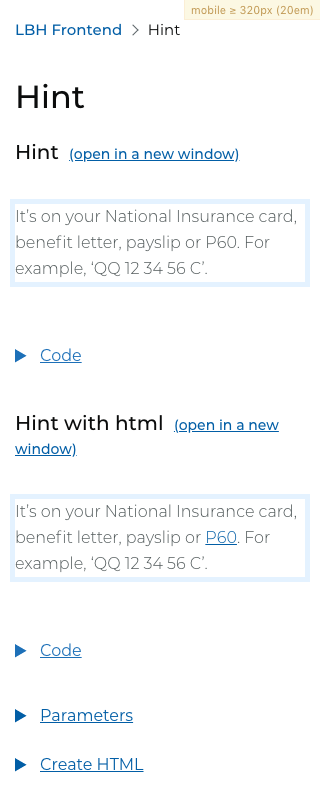 mobile ≥ 320px (20em)
LBH Frontend > Hint
Hint
Hint (open in a new window)
It’s on your National Insurance card,
benefit letter, payslip or P60. For
example, ‘QQ 12 34 56 C’.
Code
Hint with html (open in a new
window)
It’s on your National Insurance card,
benefit letter, payslip or P60. For
example, ‘QQ 12 34 56 C’.
Code
Parameters
Create HTML